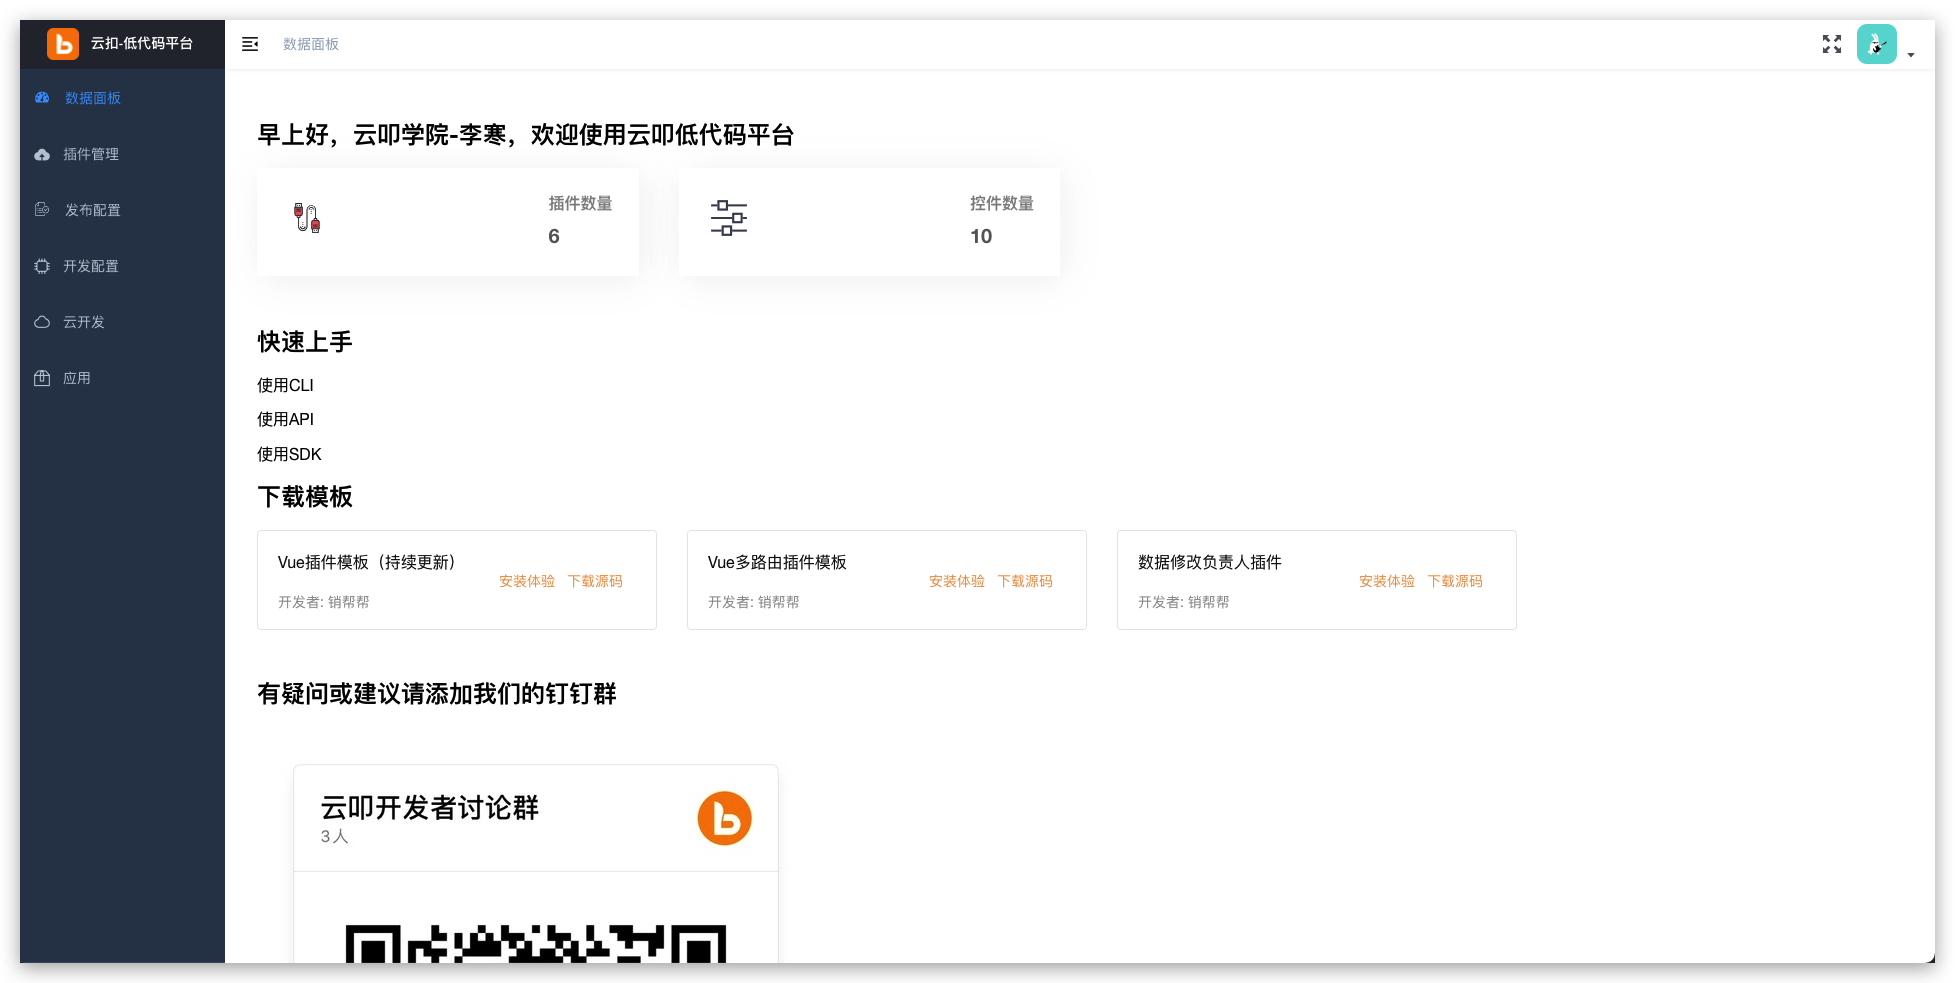 云扣-低代码平台
数据面板
数据面板
插件管理
发布配置
开发配置
云开发
应用
早上好，云叩学院-李寒，欢迎使用云叩低代码平台
插件数量
6
控件数量
10
快速上手
使用CLI
使用API
使用SDK
下载模板
Vue插件模板（持续更新）
安装体验 下载源码
开发者: 销帮帮
Vue多路由插件模板
安装体验 下载源码
开发者: 销帮帮
数据修改负责人插件
安装体验 下载源码
开发者: 销帮帮
有疑问或建议请添加我们的钉钉群
云叩开发者讨论群
3人